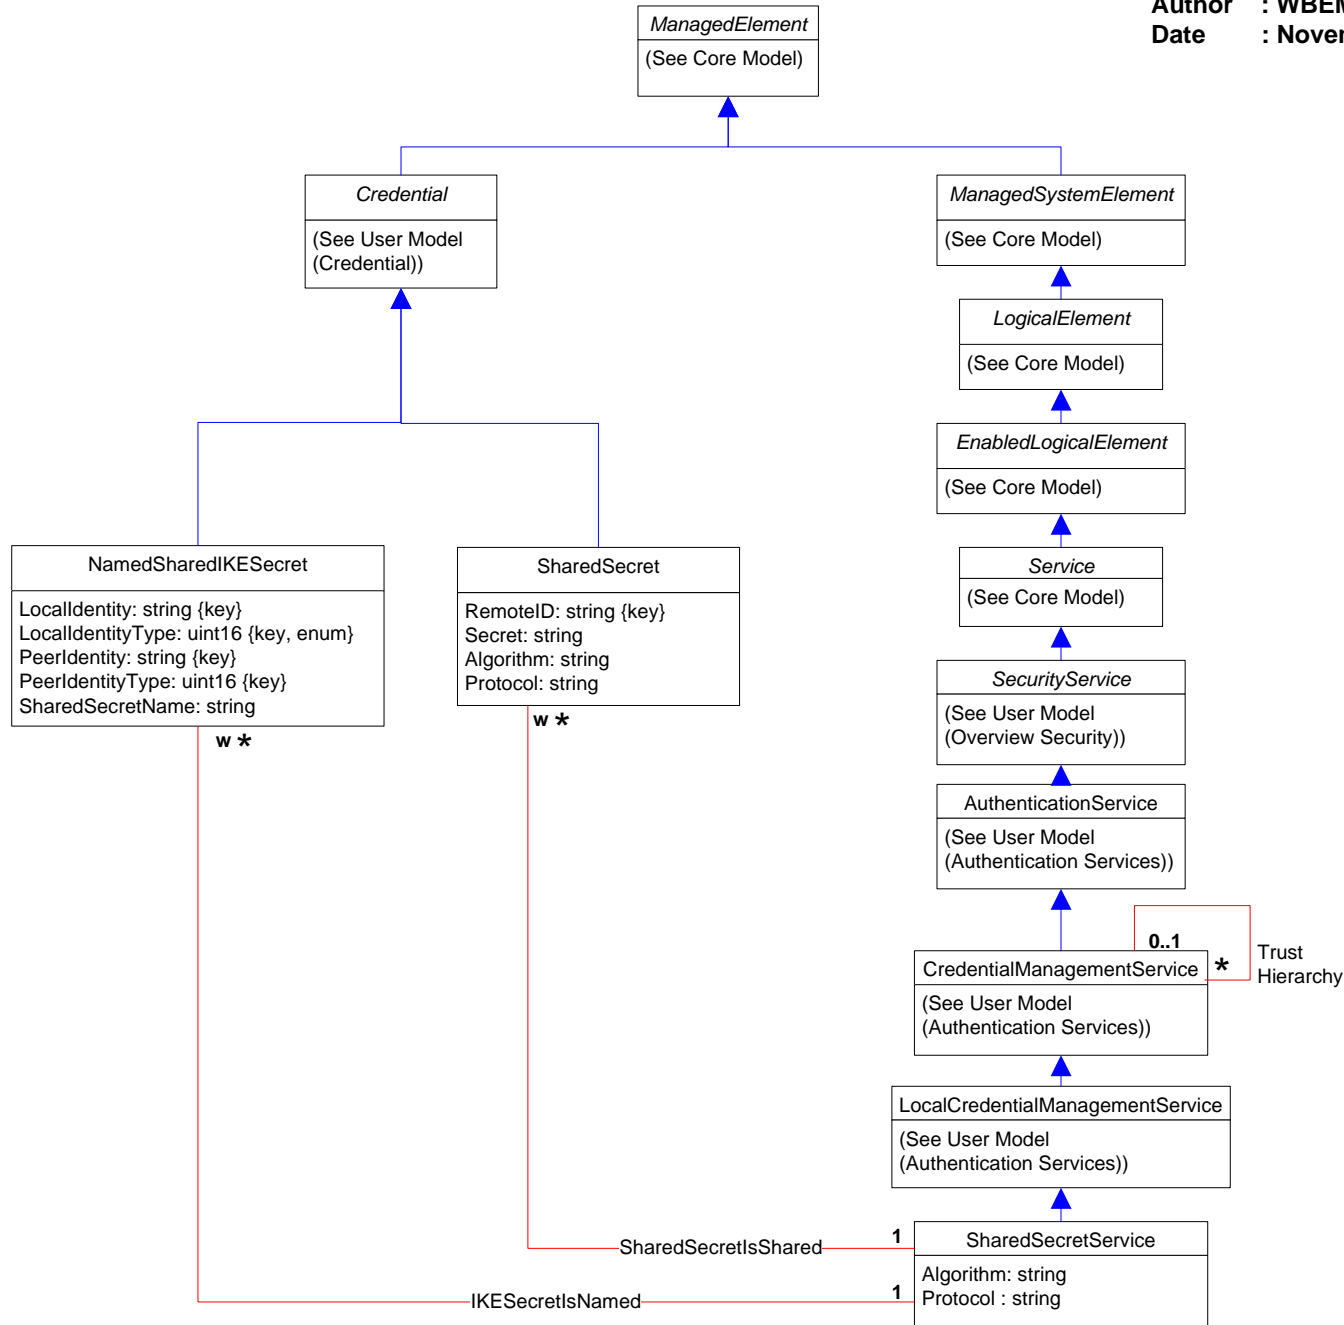 Author : WBEM
Date : Novem
ManagedElement
(See Core Model)
Credential
(See User Model
(Credential))
ManagedSystemElement
(See Core Model)
LogicalElement
(See Core Model)
EnabledLogicalElement
(See Core Model)
NamedSharedIKESecret
LocalIdentity: string {key}
LocalIdentityType: uint16 {key, enum}
PeerIdentity: string {key}
PeerIdentityType: uint16 {key}
SharedSecretName: string
w *
SharedSecret
RemoteID: string {key}
Secret: string
Algorithm: string
Protocol: string
w *
Service
(See Core Model)
SecurityService
(See User Model
(Overview Security))
AuthenticationService
(See User Model
(Authentication Services))
0..1
*
Trust
Hierarchy
CredentialManagementService
(See User Model
(Authentication Services))
LocalCredentialManagementService
(See User Model
(Authentication Services))
SharedSecretIsShared
1
IKESecretIsNamed
1
SharedSecretService
Algorithm: string
Protocol : string